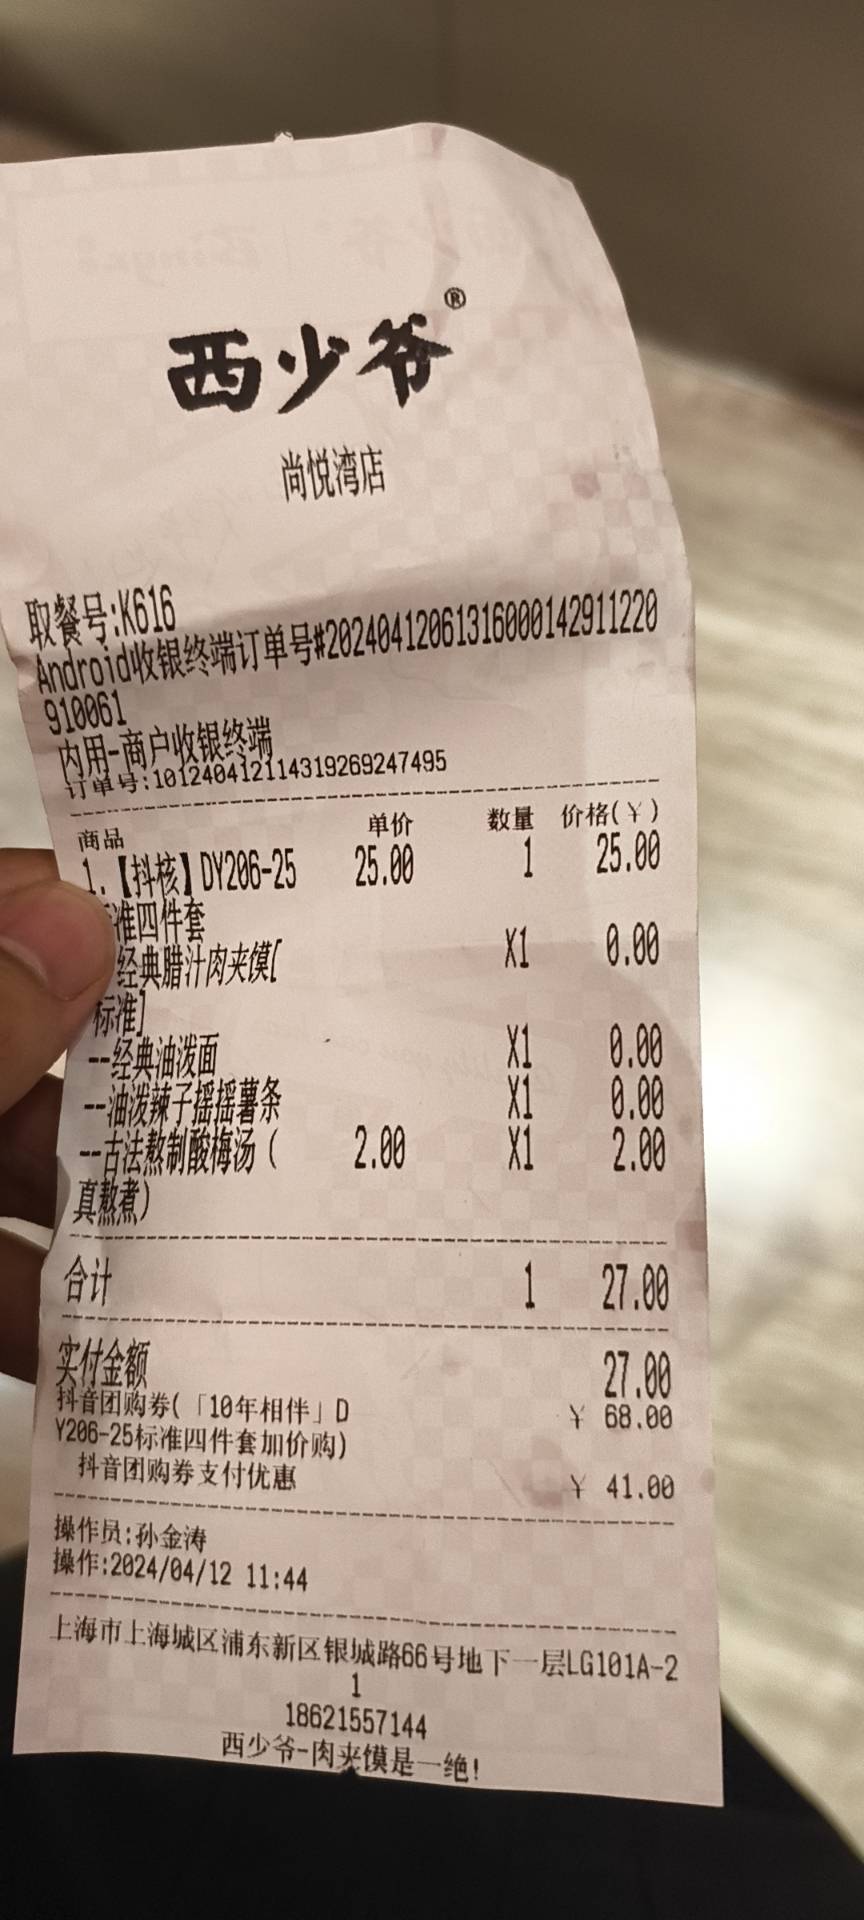 西少爷®
尚悦湾店
取餐号:K616
Android收银终端订单号#20240412061316000142911220
910061
内用-商户收银终端
订单号:101240412114319269247495
商品 单价 数量 价格(¥)
1.【抖核】DY206-25 25.00 1 25.00
准四件套
经典腊汁肉夹馍[ X1 0.00
标准]
--经典油泼面 X1 0.00
--油泼辣子摇摇薯条 X1 0.00
--古法熬制酸梅汤( 2.00 X1 2.00
真熬煮)
合计 1 27.00
实付金额 27.00
抖音团购券(「10年相伴」D ¥ 68.00
Y206-25标准四件套加价购)
抖音团购券支付优惠 ¥ 41.00
操作员:孙金涛
操作:2024/04/12 11:44
上海市上海城区浦东新区银城路66号地下一层LG101A-2
1
18621557144
西少爷-肉夹馍是一绝!